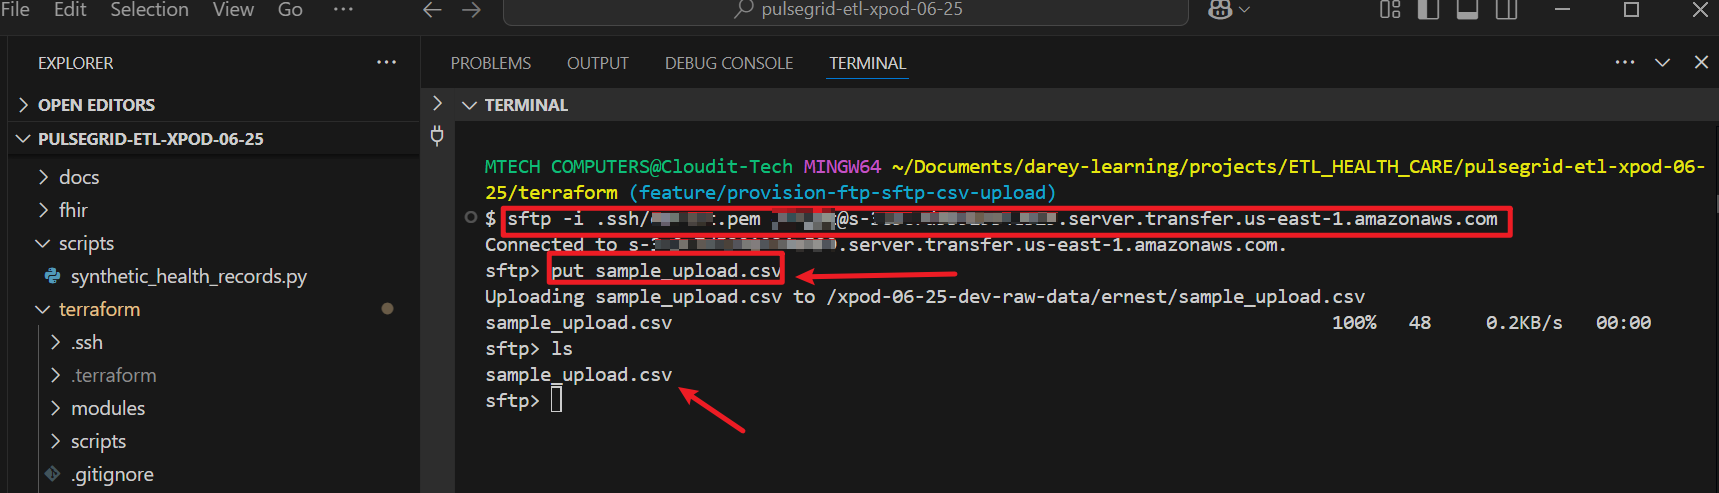 File Edit Selection View Go ···
pulsegrid-etl-xpod-06-25
EXPLORER ···
OPEN EDITORS
PULSEGRID-ETL-XPOD-06-25
docs
fhir
scripts
synthetic_health_records.py
terraform
.ssh
.terraform
modules
scripts
.gitignore
PROBLEMS OUTPUT DEBUG CONSOLE TERMINAL ···
TERMINAL
MTECH COMPUTERS@Cloudit-Tech MINGW64 ~/Documents/darey-learning/projects/ETL_HEALTH_CARE/pulsegrid-etl-xpod-06-
25/terraform (feature/provision-ftp-sftp-csv-upload)
$ sftp -i .ssh/ .pem @s- .server.transfer.us-east-1.amazonaws.com
Connected to s- .server.transfer.us-east-1.amazonaws.com.
sftp> put sample_upload.csv
Uploading sample_upload.csv to /xpod-06-25-dev-raw-data/ernest/sample_upload.csv
sample_upload.csv 100% 48 0.2KB/s 00:00
sftp> ls
sample_upload.csv
sftp>